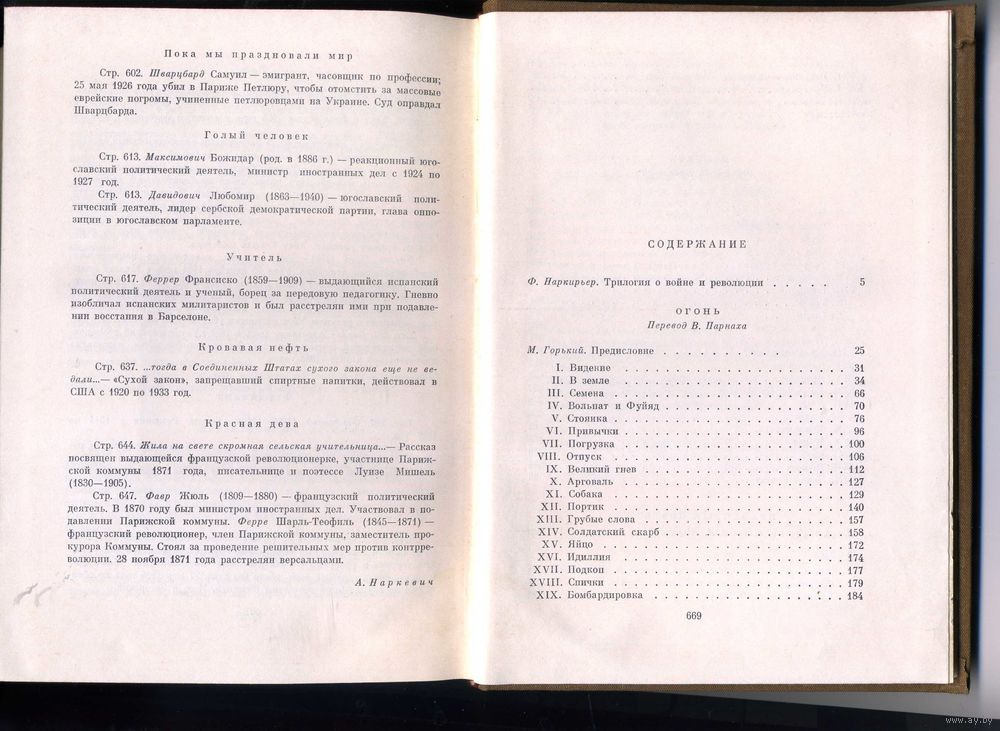 Пока мы праздновали мир
Стр. 602. Шварцбард Самуил — эмигрант, часовщик по профессии;
25 мая 1926 года убил в Париже Петлюру, чтобы отомстить за массовые
еврейские погромы, учиненные петлюровцами на Украине. Суд оправдал
Шварцбарда.
Голый человек
Стр. 613. Максимович Божидар (род. в 1886 г.) — реакционный юго-
славский политический деятель, министр иностранных дел с 1924 по
1927 год.
Стр. 613. Давидович Любомир (1863—1940) — югославский поли-
тический деятель, лидер сербской демократической партии, глава оппо-
зиции в югославском парламенте.
Учитель
Стр. 617. Феррер Франсиско (1859—1909) — выдающийся испанский
политический деятель и ученый, борец за передовую педагогику. Гневно
изобличал испанских милитаристов и был расстрелян ими при подавле-
нии восстания в Барселоне.
Кровавая нефть
Стр. 637. ...тогда в Соединенных Штатах сухого закона еще не ве-
дали...— «Сухой закон», запрещавший спиртные напитки, действовал в
США с 1920 по 1933 год.
Красная дева
Стр. 644. Жила на свете скромная сельская учительница...— Рассказ
посвящен выдающейся французской революционерке, участнице Париж-
ской коммуны 1871 года, писательнице и поэтессе Луизе Мишель
(1830—1905).
Стр. 647. Фавр Жюль (1809—1880) — французский политический
деятель. В 1870 году был министром иностранных дел. Участвовал в по-
давлении Парижской коммуны. Ферре Шарль-Теофиль (1845—1871) —
французский революционер, член Парижской коммуны, заместитель про-
курора Коммуны. Стоял за проведение решительных мер против контрре-
волюции. 28 ноября 1871 года расстрелян версальцами.
А. Наркевич
СОДЕРЖАНИЕ
Ф. Наркирьер. Трилогия о войне и революции . . . . . 5
ОГОНЬ
Перевод В. Парнаха
М. Горький. Предисловие . . . . . . . . . . 25
I. Видение . . . . . . . . . . . . . . . . . 31
II. В земле . . . . . . . . . . . . . . . . . 34
III. Семена . . . . . . . . . . . . . . . . . 66
IV. Вольпат и Фуйяд . . . . . . . . . . . . . . 70
V. Стоянка . . . . . . . . . . . . . . . . . 76
VI. Привычки . . . . . . . . . . . . . . . . . 96
VII. Погрузка . . . . . . . . . . . . . . . . . 100
VIII. Отпуск . . . . . . . . . . . . . . . . . 106
IX. Великий гнев . . . . . . . . . . . . . . . 112
X. Арговаль . . . . . . . . . . . . . . . . . 127
XI. Собака . . . . . . . . . . . . . . . . . 129
XII. Портик . . . . . . . . . . . . . . . . . 140
XIII. Грубые слова . . . . . . . . . . . . . . . 157
XIV. Солдатский скарб . . . . . . . . . . . . . . 158
XV. Яйцо . . . . . . . . . . . . . . . . . 172
XVI. Идиллия . . . . . . . . . . . . . . . . . 174
XVII. Подкоп . . . . . . . . . . . . . . . . . 177
XVIII. Спички . . . . . . . . . . . . . . . . . 179
XIX. Бомбардировка . . . . . . . . . . . . . . . 184
669
www.ay.by